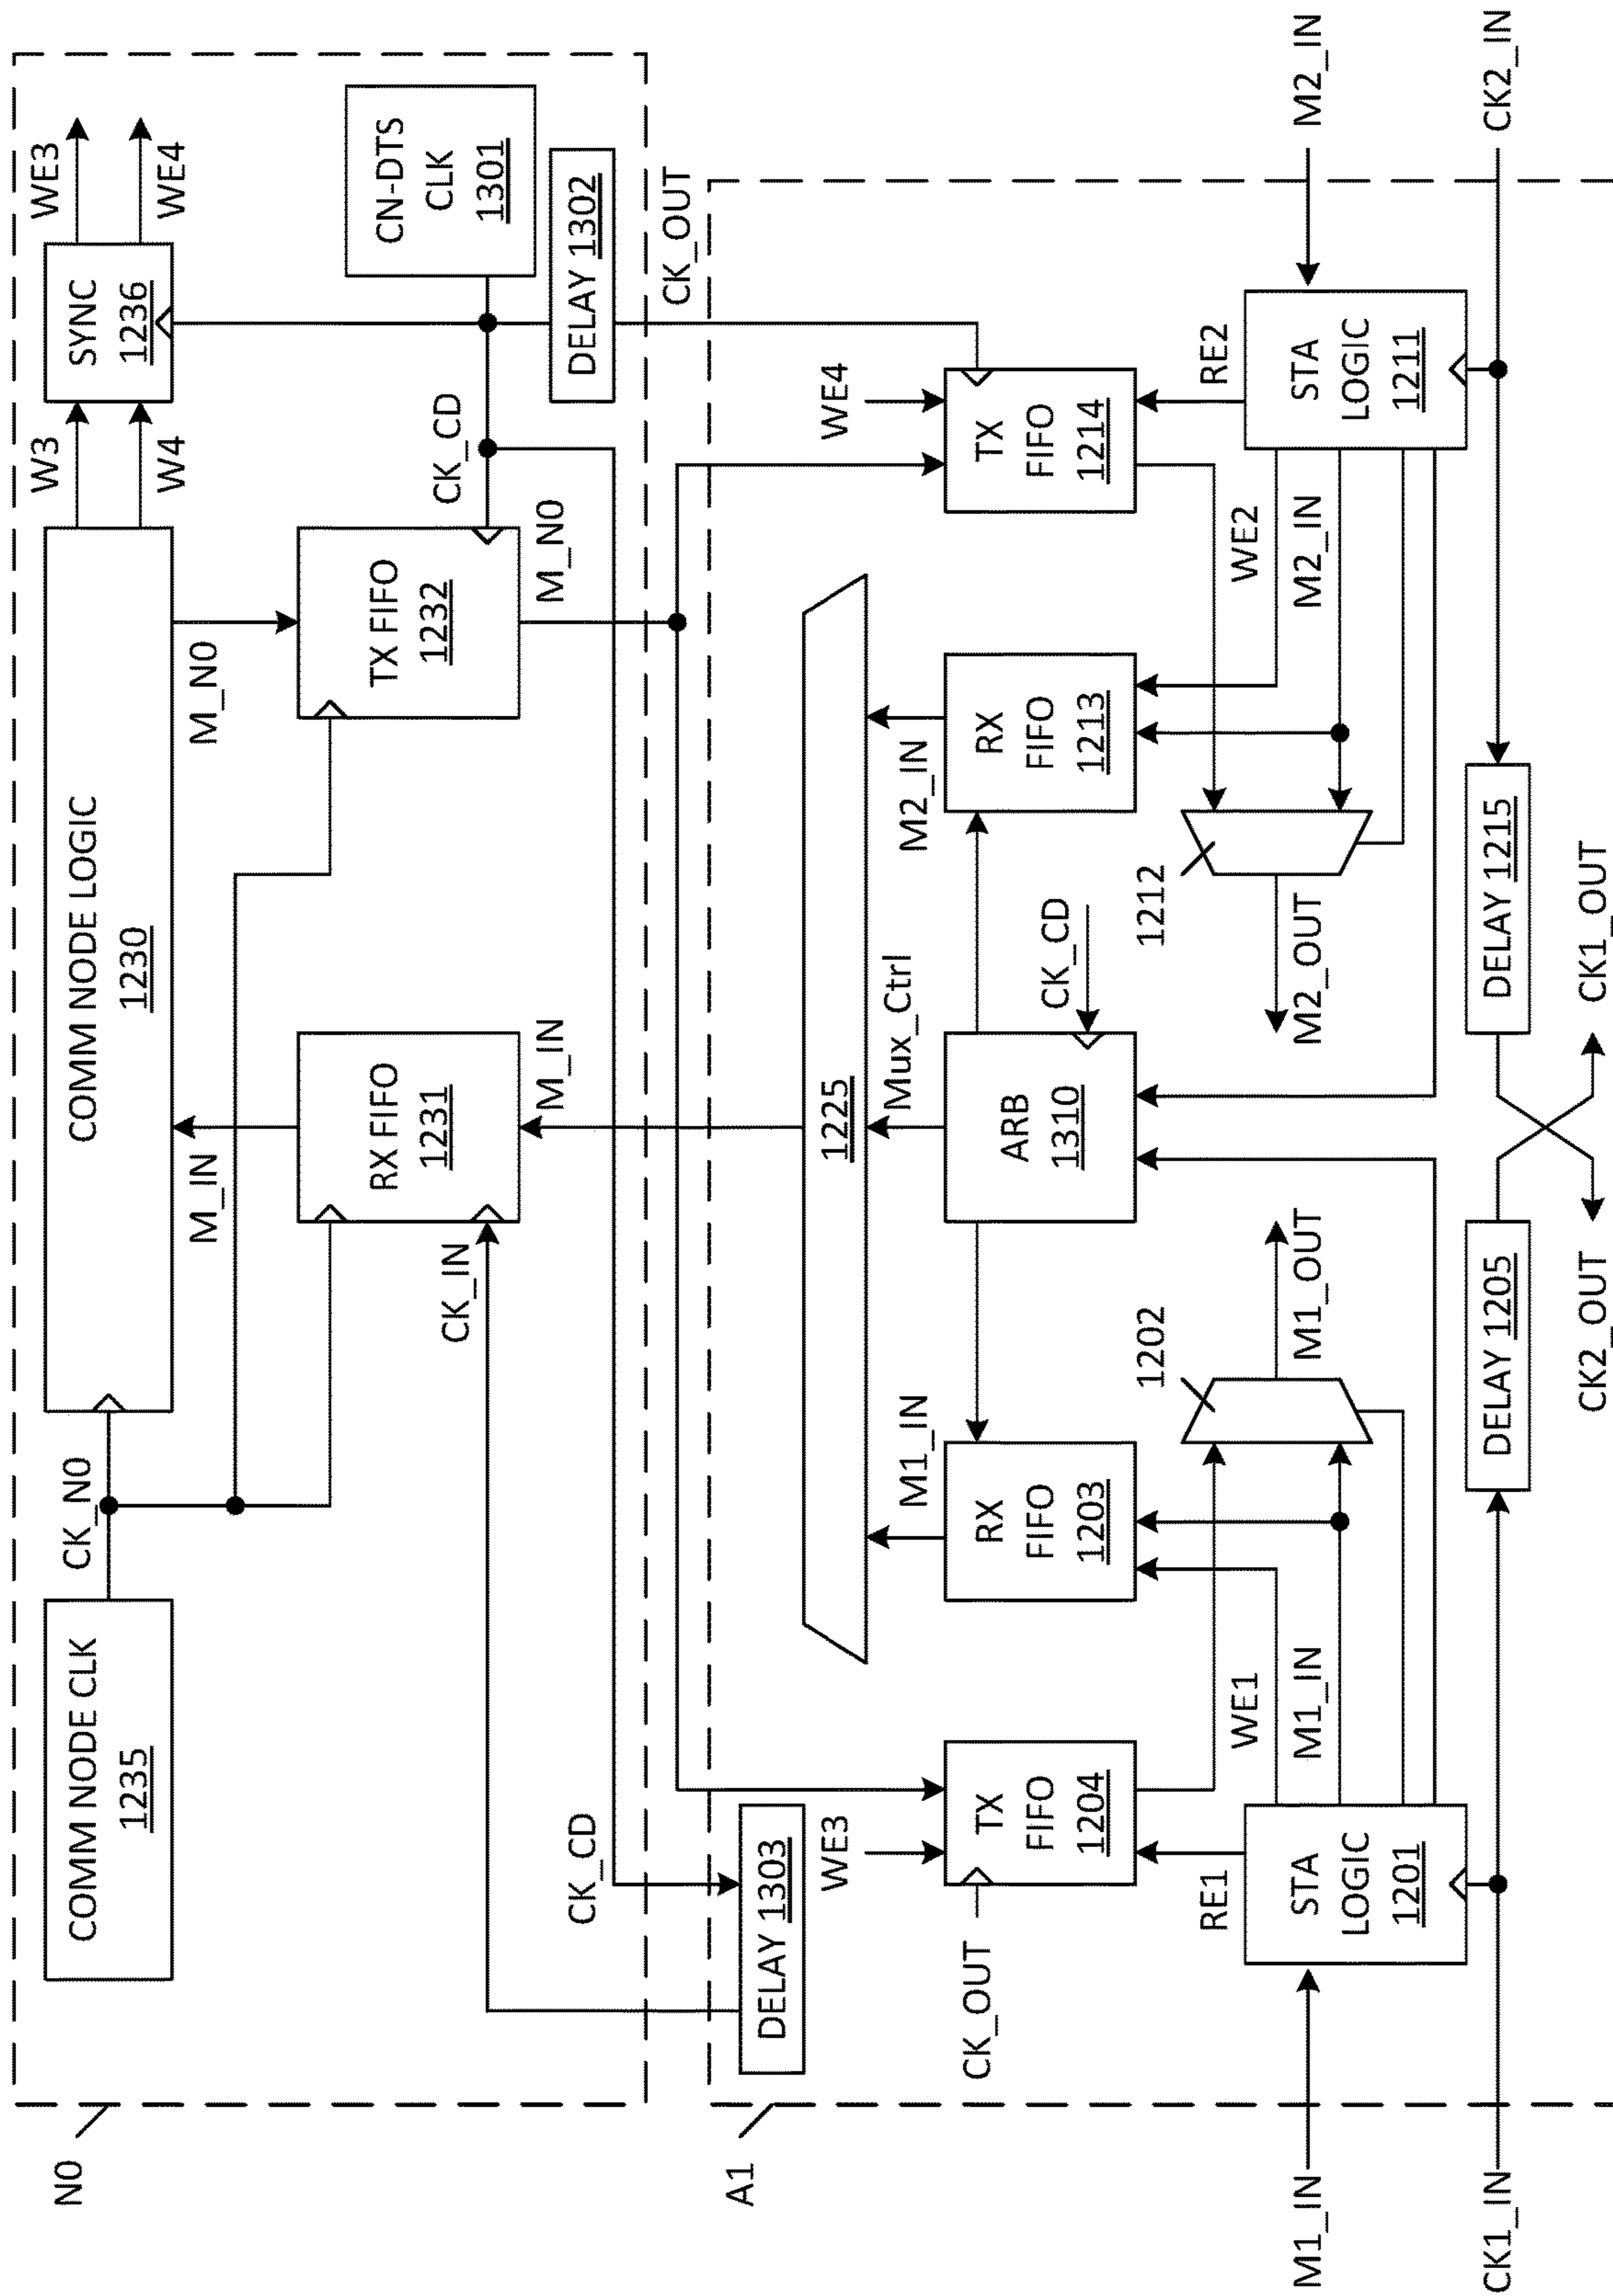 N0
COMM NODE CLK
1235
CK_N0
COMM NODE LOGIC
1230
W3
W4
SYNC
1236
WE3
WE4
M_IN
M_N0
RX FIFO
1231
TX FIFO
1232
CK_CD
CN-DTS
CLK
1301
CK_IN
M_IN
M_N0
DELAY 1302
CK_CD
CK_OUT
A1
DELAY 1303
1225
WE3
M1_IN
Mux_Ctrl
M2_IN
WE4
CK_OUT
TX
FIFO
1204
RX
FIFO
1203
ARB
1310
CK_CD
RX
FIFO
1213
TX
FIFO
1214
RE1
WE1
1202
1212
WE2
RE2
M1_IN
STA
LOGIC
1201
M1_IN
M1_OUT
M2_OUT
M2_IN
STA
LOGIC
1211
M2_IN
CK1_IN
DELAY 1205
DELAY 1215
CK2_IN
CK2_OUT
CK1_OUT